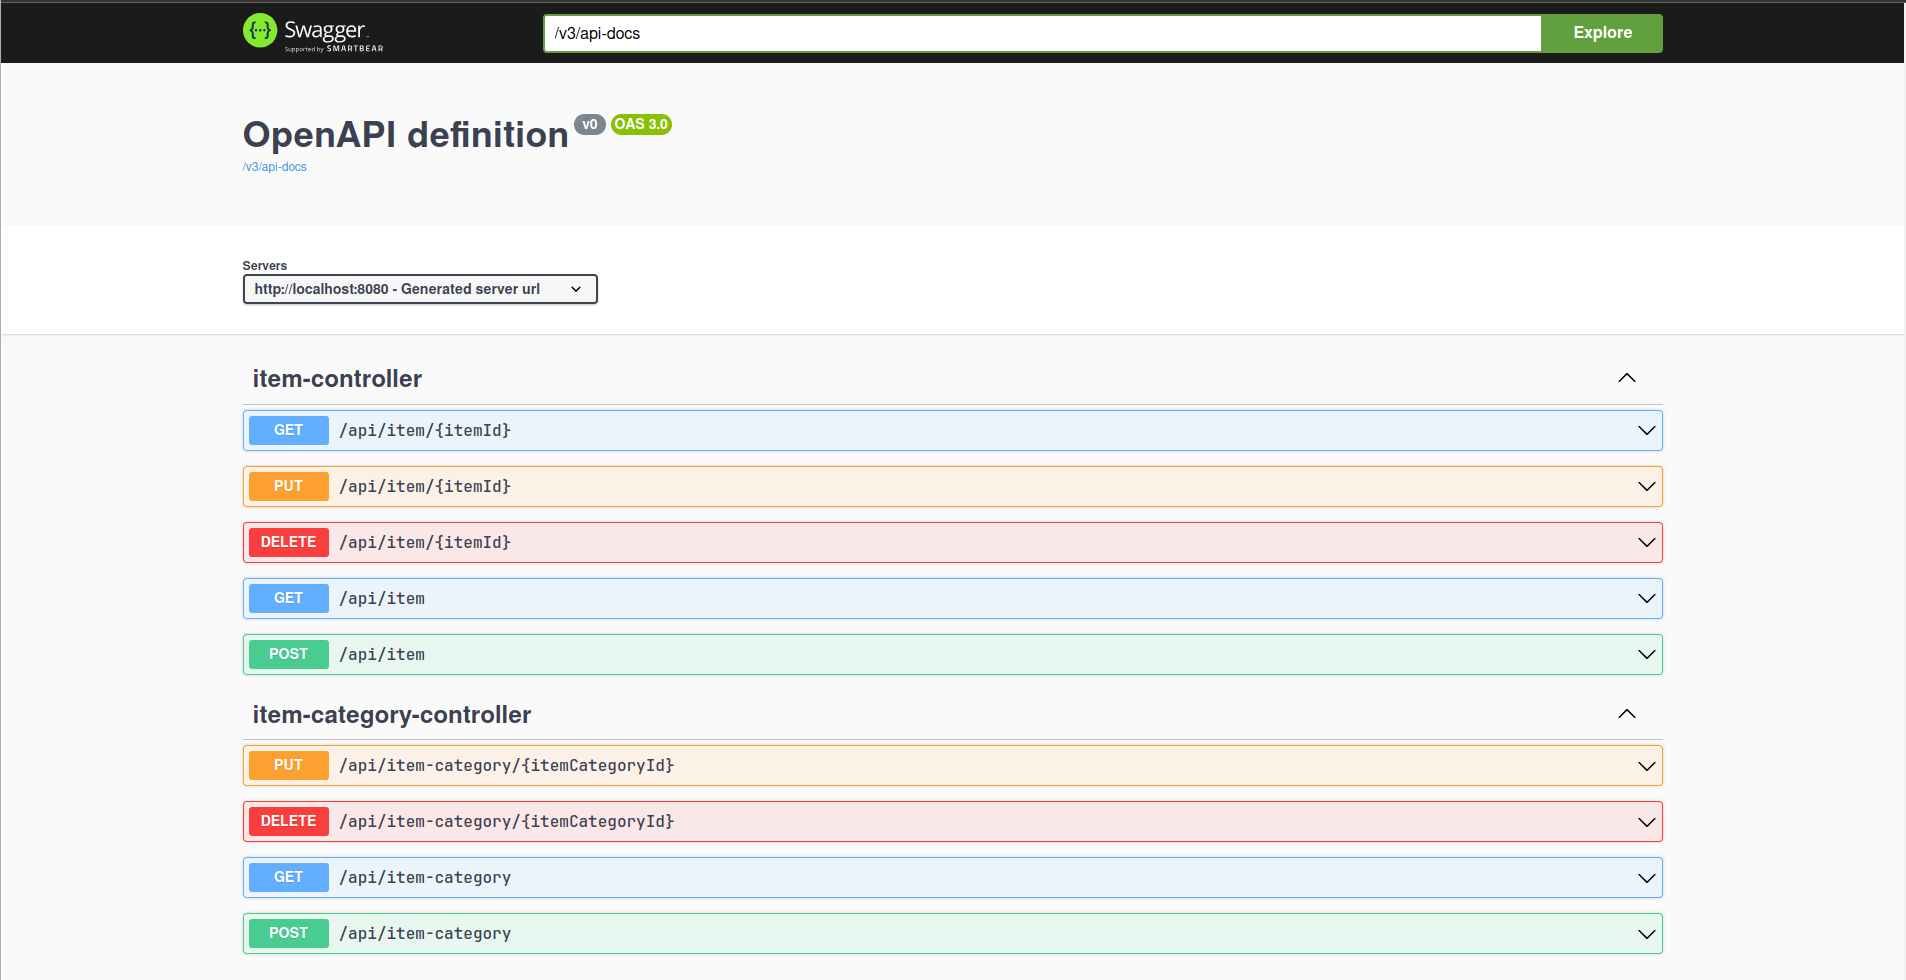 Swagger
Supported by SMARTBEAR
/v3/api-docs
Explore
OpenAPI definition v0 OAS 3.0
/v3/api-docs
Servers
http://localhost:8080 - Generated server url
item-controller
GET /api/item/{itemId}
PUT /api/item/{itemId}
DELETE /api/item/{itemId}
GET /api/item
POST /api/item
item-category-controller
PUT /api/item-category/{itemCategoryId}
DELETE /api/item-category/{itemCategoryId}
GET /api/item-category
POST /api/item-category